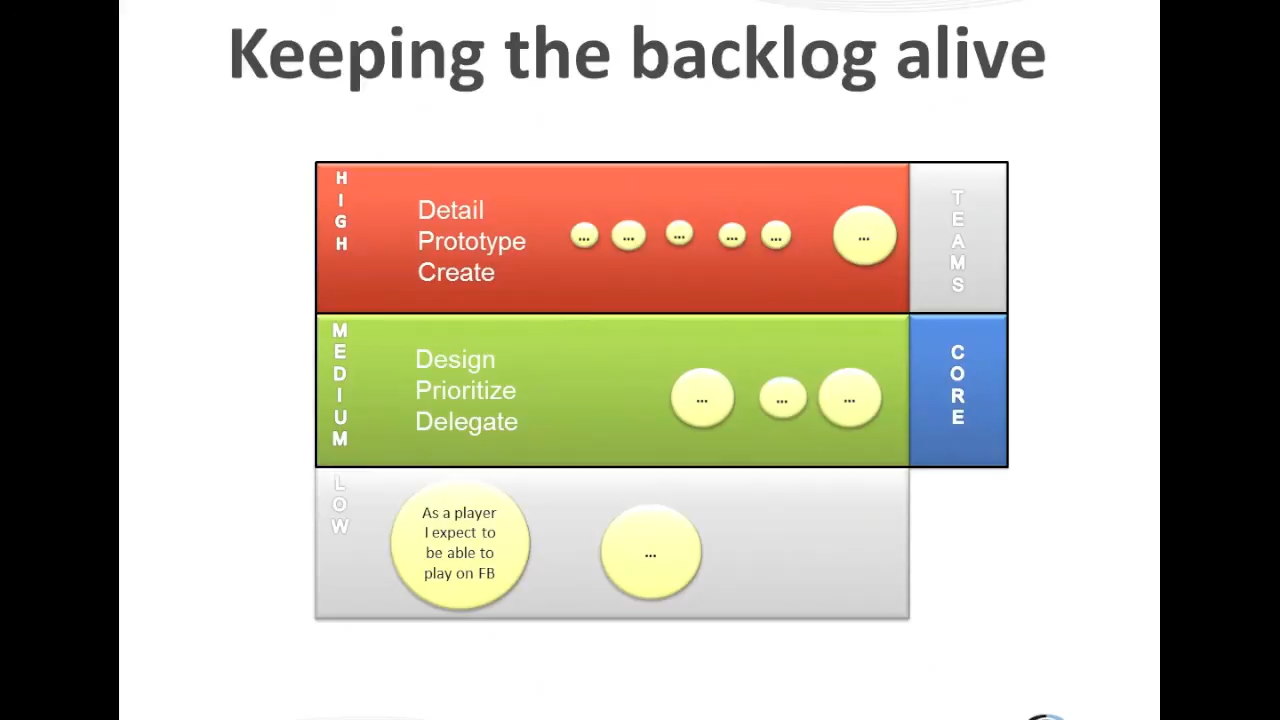 Keeping the backlog alive
HIGH
Detail
Prototype
Create
...
...
...
...
...
...
TEAMS
MEDIUM
Design
Prioritize
Delegate
...
...
...
CORE
LOW
As a player
I expect to
be able to
play on FB
...